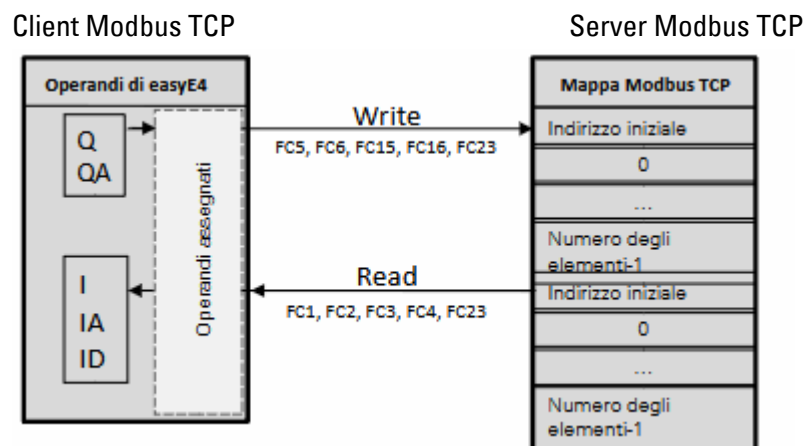 Client Modbus TCP
Server Modbus TCP
Operandi di easyE4
Q
QA
I
IA
ID
Operandi assegnati
Write
FC5, FC6, FC15, FC16, FC23
Read
FC1, FC2, FC3, FC4, FC23
Mappa Modbus TCP
Indirizzo iniziale
0
...
Numero degli
elementi-1
Indirizzo iniziale
0
...
Numero degli
elementi-1